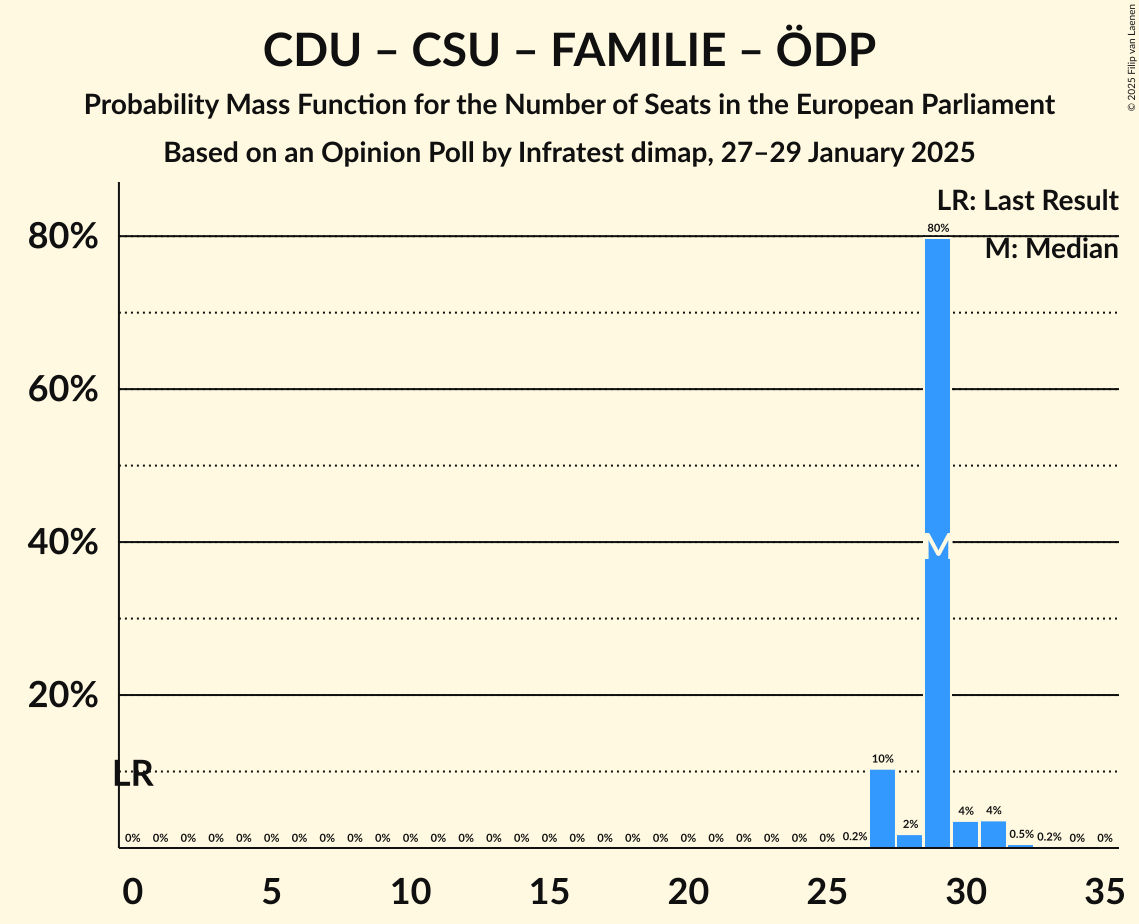 CDU – CSU – FAMILIE – ÖDP
Probability Mass Function for the Number of Seats in the European Parliament
Based on an Opinion Poll by Infratest dimap, 27–29 January 2025
© 2025 Filip van Laenen
LR: Last Result
M: Median
80%
60%
40%
20%
80%
M
LR
10%
2%
4%
4%
0% 0% 0% 0% 0% 0% 0% 0% 0% 0% 0% 0% 0% 0% 0% 0% 0% 0% 0% 0% 0% 0% 0% 0% 0% 0% 0.2% 0.5% 0.2% 0% 0%
0 5 10 15 20 25 30 35